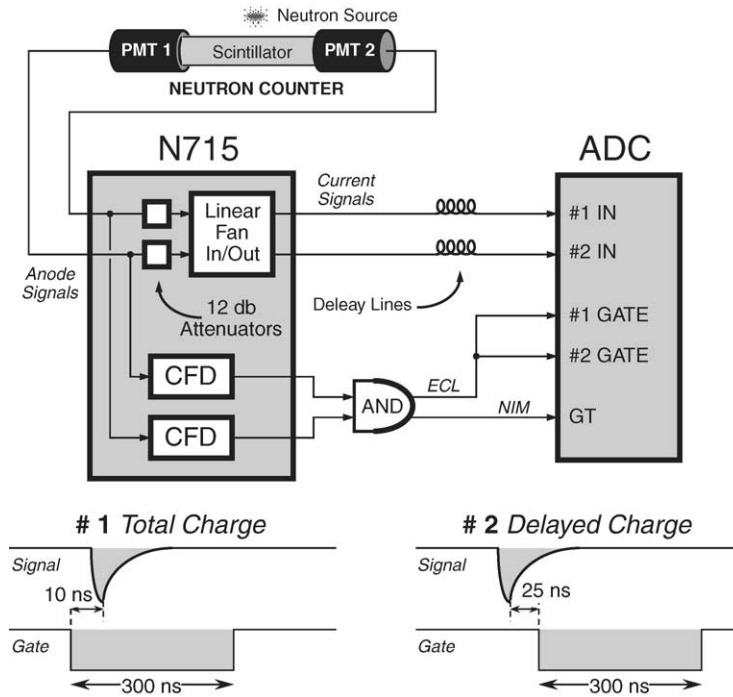 Neutron Source
PMT 1
Scintillator
PMT 2
NEUTRON COUNTER
N715
ADC
Current
Signals
Linear
Fan
In/Out
#1 IN
#2 IN
Anode
Signals
12 db
Attenuators
Deleay Lines
#1 GATE
#2 GATE
CFD
CFD
AND
ECL
NIM
GT
# 1 Total Charge
Signal
10 ns
Gate
300 ns
# 2 Delayed Charge
Signal
25 ns
Gate
300 ns